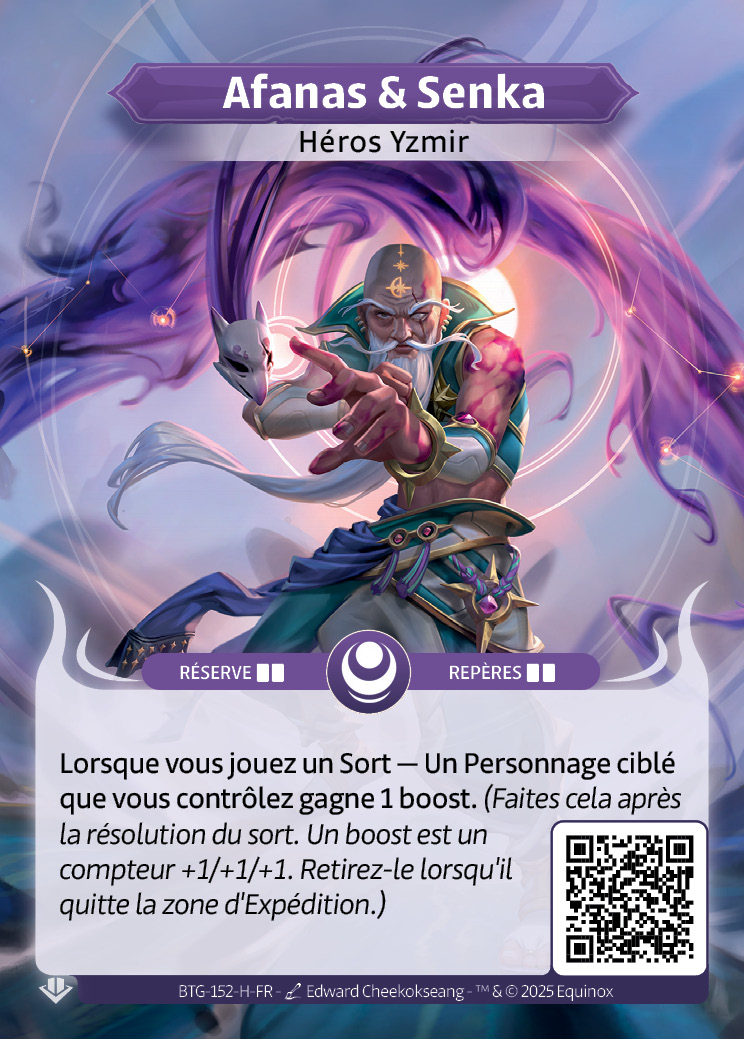 Afanas & Senka
Héros Yzmir
RÉSERVE
REPÈRES
Lorsque vous jouez un Sort — Un Personnage ciblé
que vous contrôlez gagne 1 boost. (Faites cela après
la résolution du sort. Un boost est un
compteur +1/+1/+1. Retirez-le lorsqu'il
quitte la zone d'Expédition.)
BTG-152-H-FR - Edward Cheekokseang - ™ & © 2025 Equinox